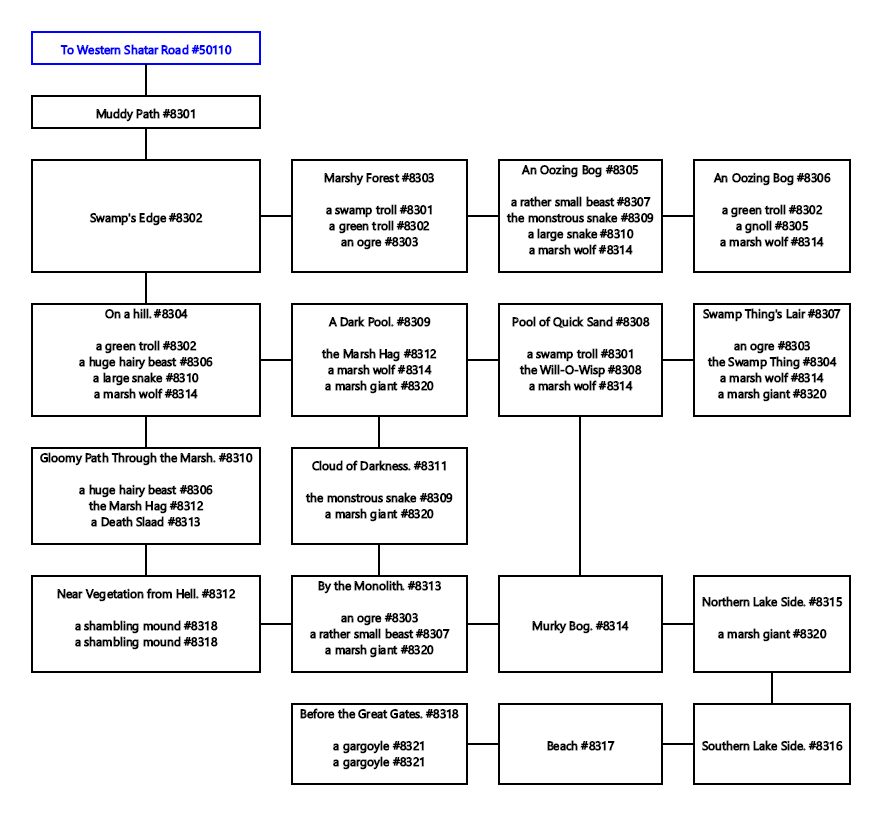 To Western Shatar Road #50110
Muddy Path #8301
Swamp's Edge #8302
Marshy Forest #8303
a swamp troll #8301
a green troll #8302
an ogre #8303
An Oozing Bog #8305
a rather small beast #8307
the monstrous snake #8309
a large snake #8310
a marsh wolf #8314
An Oozing Bog #8306
a green troll #8302
a gnoll #8305
a marsh wolf #8314
On a hill. #8304
a green troll #8302
a huge hairy beast #8306
a large snake #8310
a marsh wolf #8314
A Dark Pool. #8309
the Marsh Hag #8312
a marsh wolf #8314
a marsh giant #8320
Pool of Quick Sand #8308
a swamp troll #8301
the Will-O-Wisp #8308
a marsh wolf #8314
Swamp Thing's Lair #8307
an ogre #8303
the Swamp Thing #8304
a marsh wolf #8314
a marsh giant #8320
Gloomy Path Through the Marsh. #8310
a huge hairy beast #8306
the Marsh Hag #8312
a Death Slaad #8313
Cloud of Darkness. #8311
the monstrous snake #8309
a marsh giant #8320
Near Vegetation from Hell. #8312
a shambling mound #8318
a shambling mound #8318
By the Monolith. #8313
an ogre #8303
a rather small beast #8307
a marsh giant #8320
Murky Bog. #8314
Northern Lake Side. #8315
a marsh giant #8320
Before the Great Gates. #8318
a gargoyle #8321
a gargoyle #8321
Beach #8317
Southern Lake Side. #8316